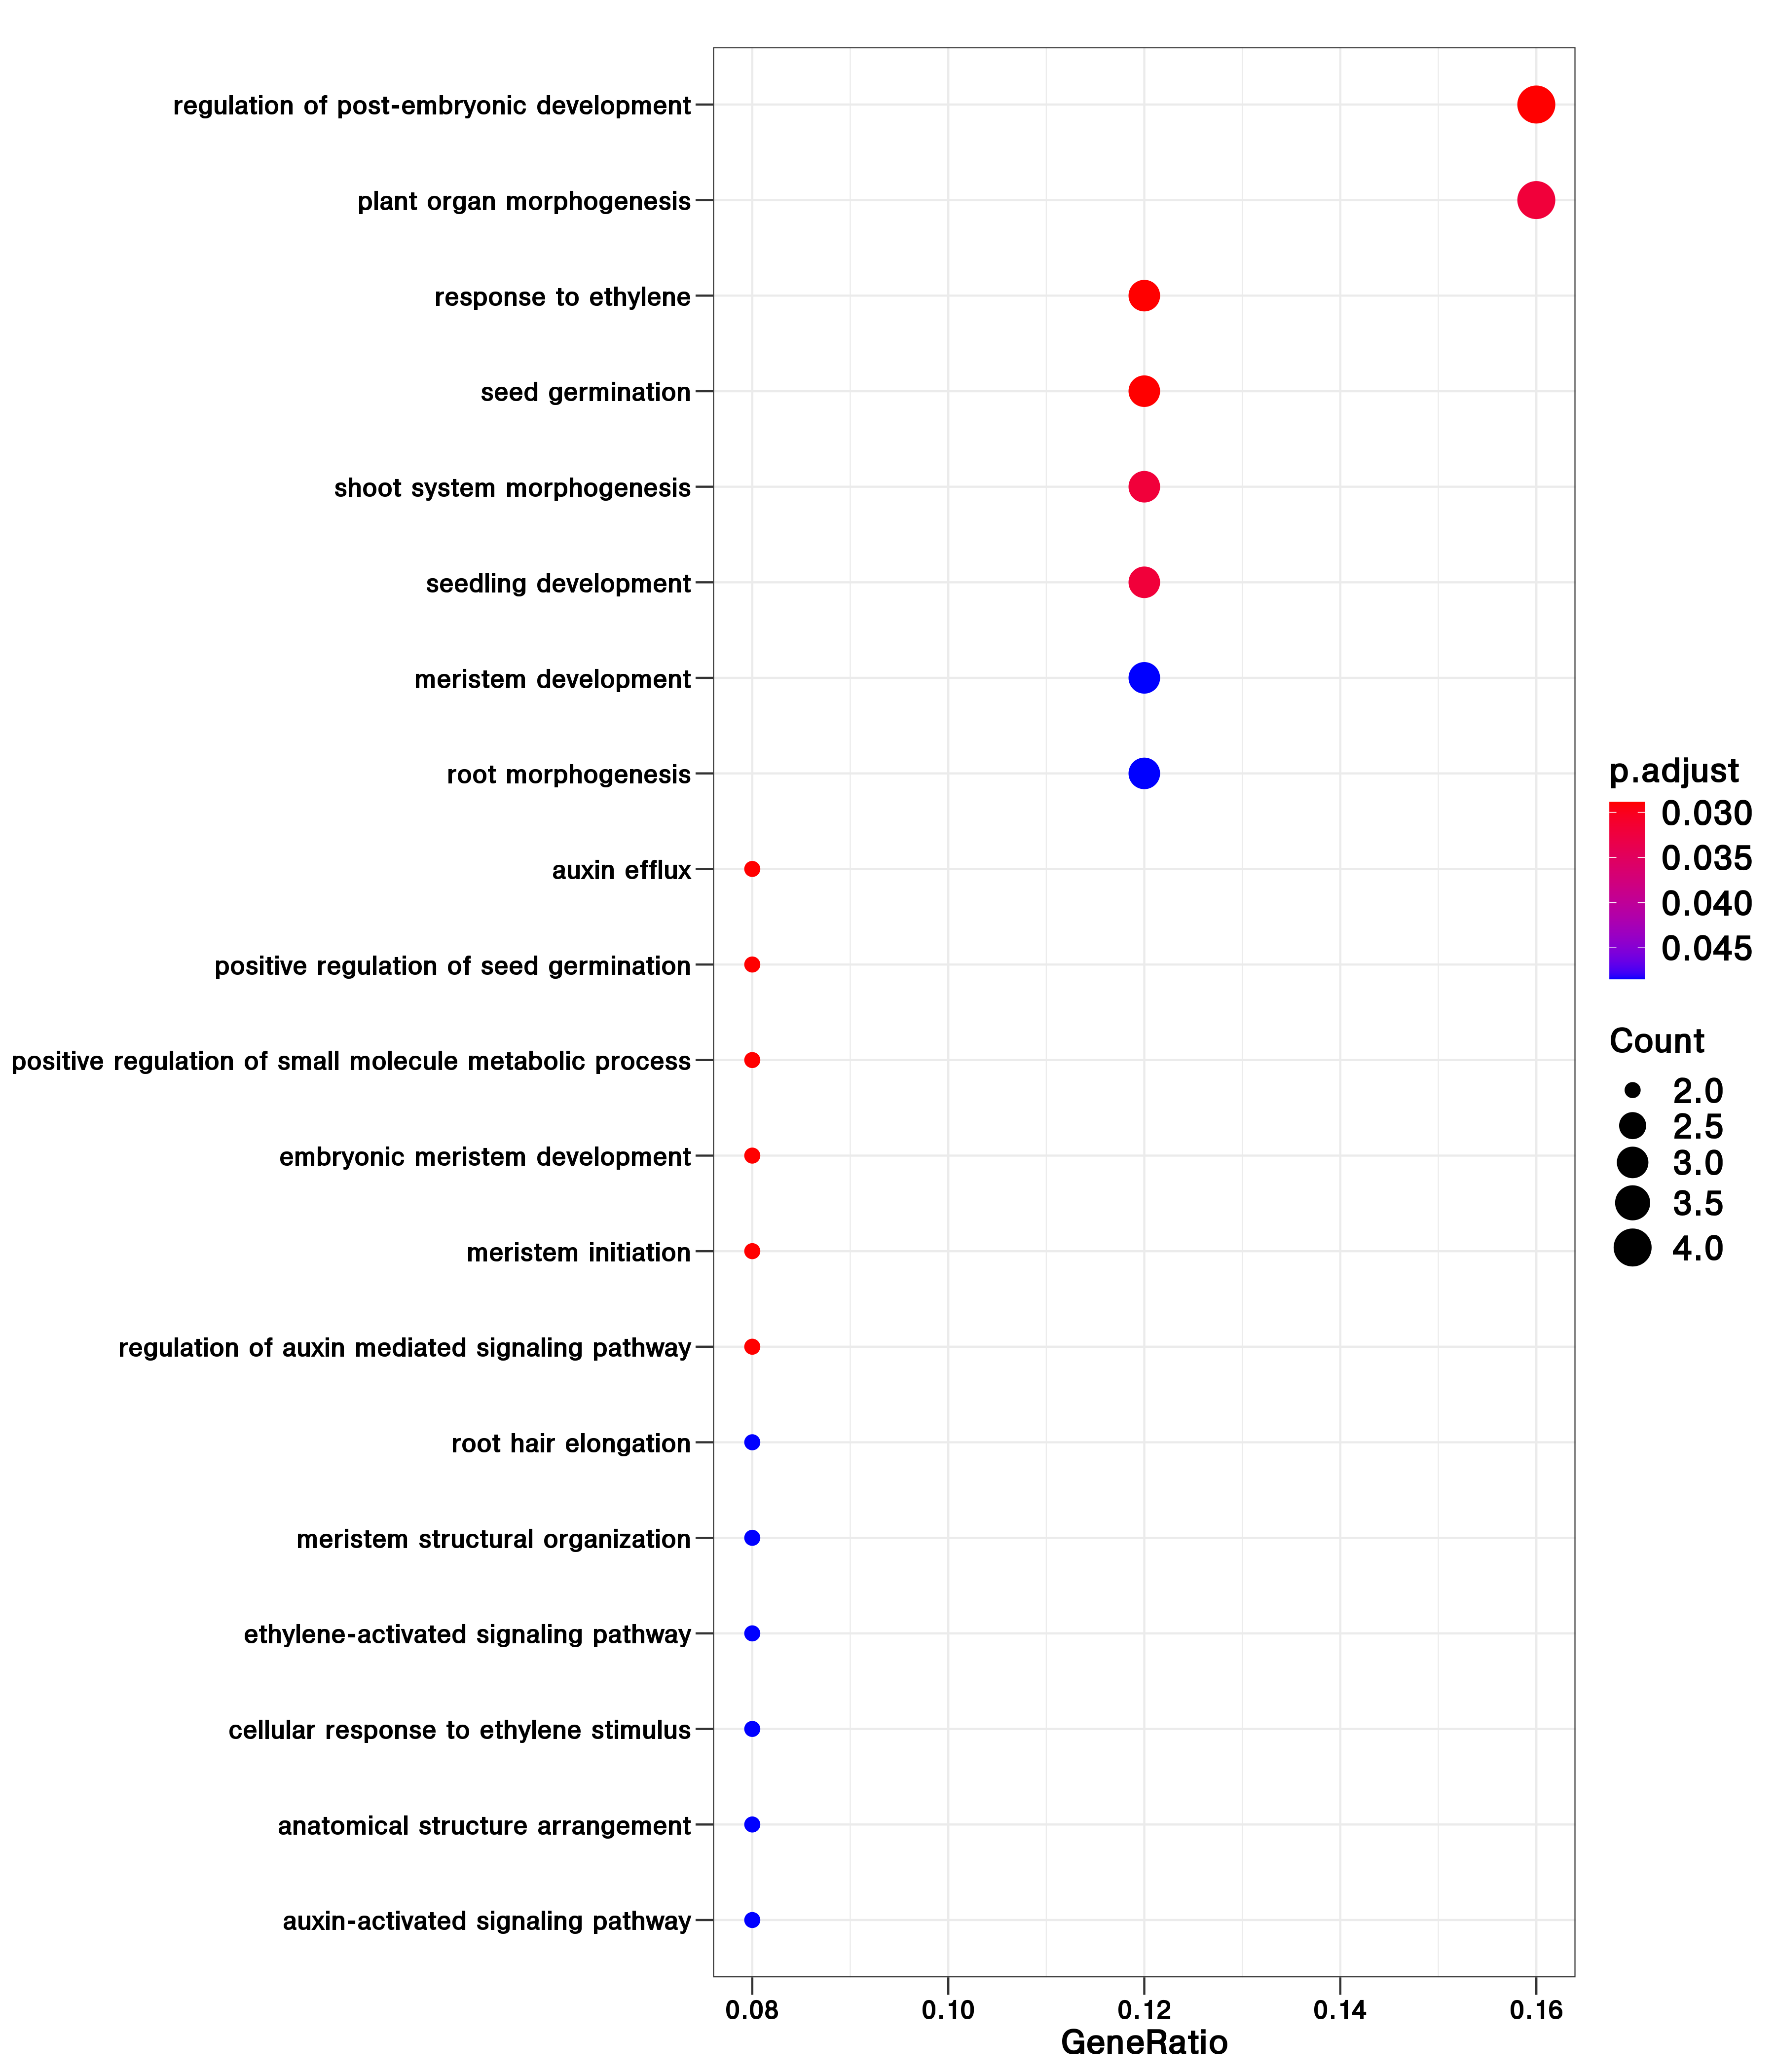 regulation of post-embryonic development
plant organ morphogenesis
response to ethylene
seed germination
shoot system morphogenesis
seedling development
meristem development
root morphogenesis
auxin efflux
positive regulation of seed germination
positive regulation of small molecule metabolic process
embryonic meristem development
meristem initiation
regulation of auxin mediated signaling pathway
root hair elongation
meristem structural organization
ethylene-activated signaling pathway
cellular response to ethylene stimulus
anatomical structure arrangement
auxin-activated signaling pathway
0.08 0.10 0.12 0.14 0.16
GeneRatio
p.adjust
0.030
0.035
0.040
0.045
Count
2.0
2.5
3.0
3.5
4.0